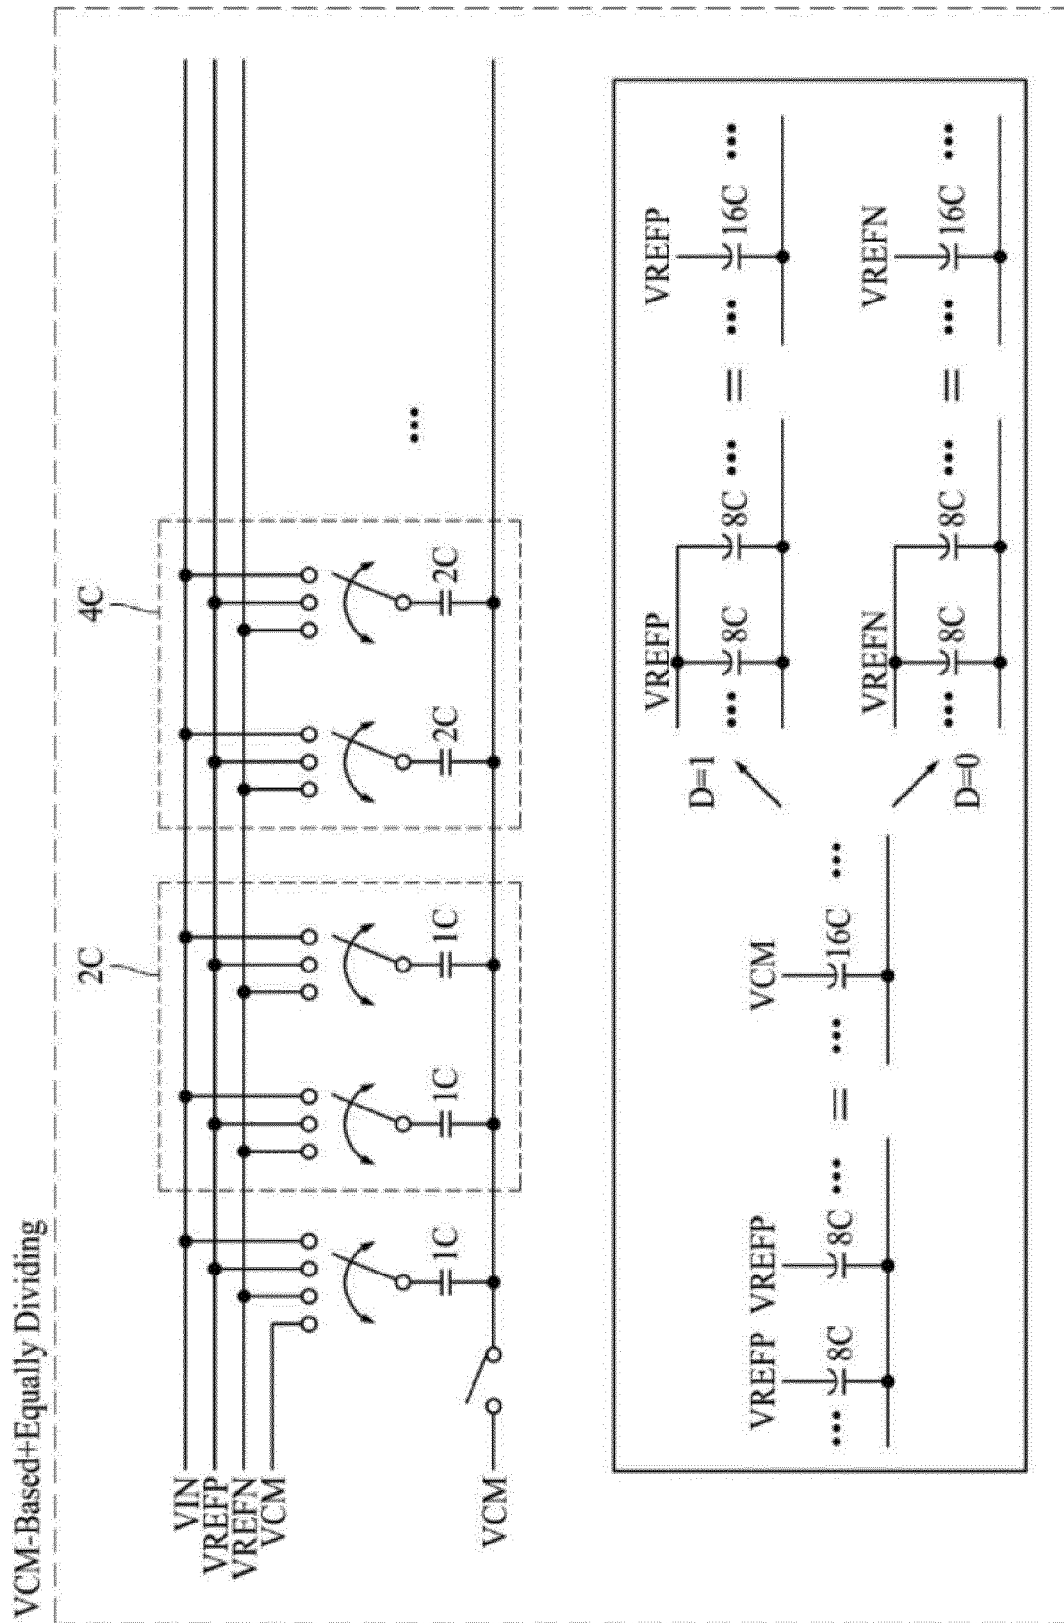 VCM-Based+Equally Dividing
2C
4C
VIN
VREFP
VREFN
VCM
1C
1C
1C
2C
2C
•••
VCM
D=1
VREFP
VREFP
••• 8C ••• 8C ••• = ••• 16C •••
VREFP
VREFP
VCM
••• 8C 8C ••• = ••• 16C •••
D=0
VREFN
VREFN
••• 8C 8C ••• = ••• 16C •••